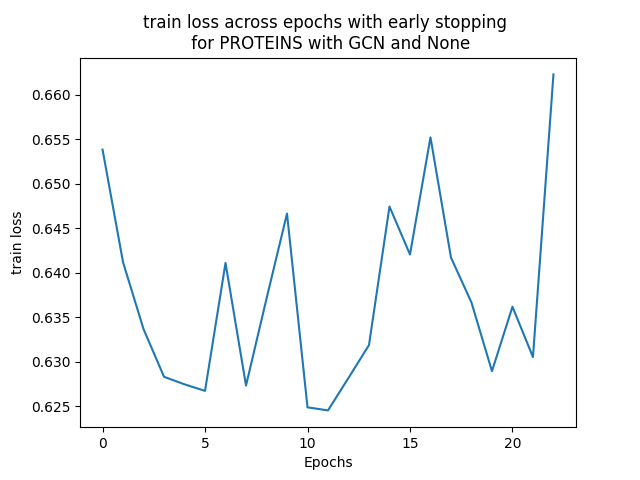 train loss across epochs with early stopping
for PROTEINS with GCN and None
train loss
0.660
0.655
0.650
0.645
0.640
0.635
0.630
0.625
0 5 10 15 20
Epochs